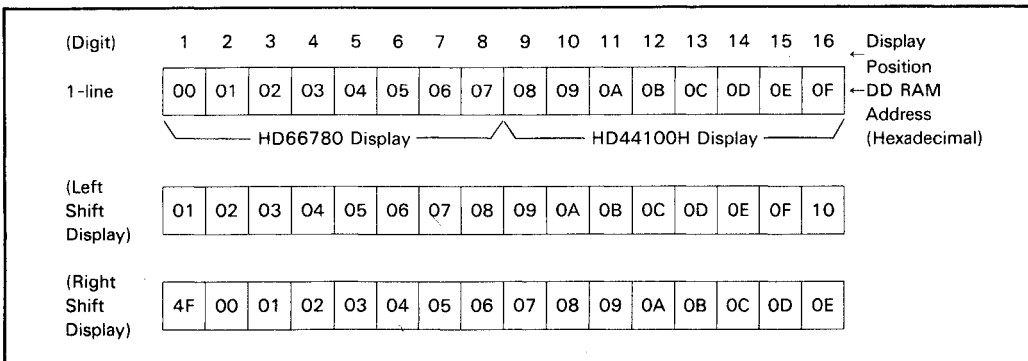 (Digit) 1 2 3 4 5 6 7 8 9 10 11 12 13 14 15 16 Display
Position
1-line 00 01 02 03 04 05 06 07 08 09 0A 0B 0C 0D 0E 0F ←DD RAM
Address
HD66780 Display HD44100H Display (Hexadecimal)
(Left
Shift 01 02 03 04 05 06 07 08 09 0A 0B 0C 0D 0E 0F 10
Display)
(Right
Shift 4F 00 01 02 03 04 05 06 07 08 09 0A 0B 0C 0D 0E
Display)